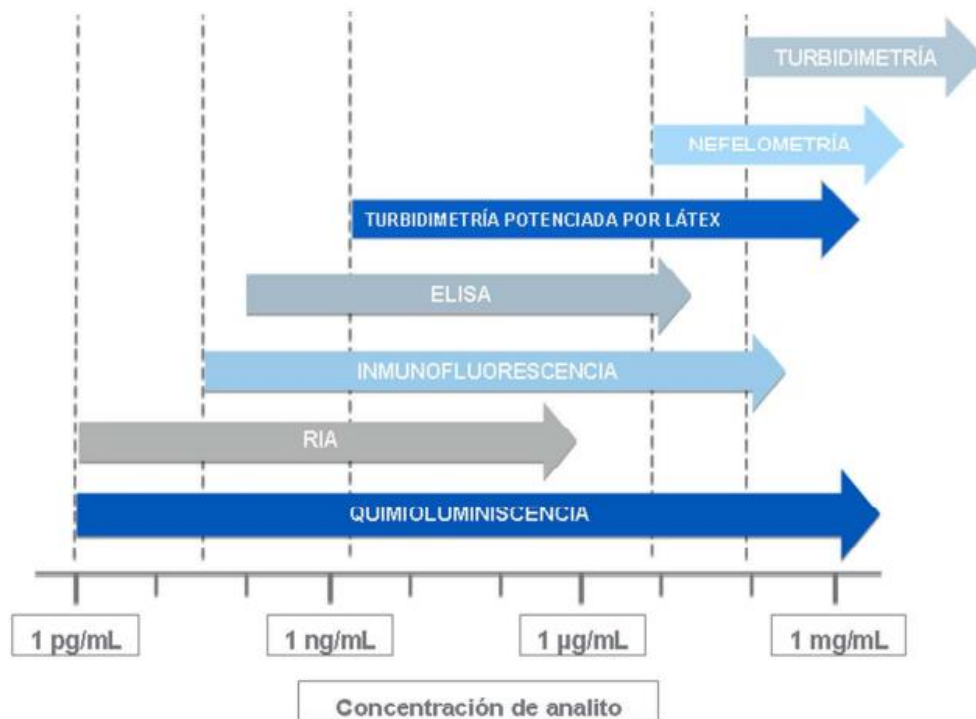 TURBIDIMETRÍA
NEFELOMETRÍA
TURBIDIMETRÍA POTENCIADA POR LÁTEX
ELISA
INMUNOFLUORESCENCIA
RIA
QUIMIOLUMINISCENCIA
1 pg/mL
1 ng/mL
1 µg/mL
1 mg/mL
Concentración de analito